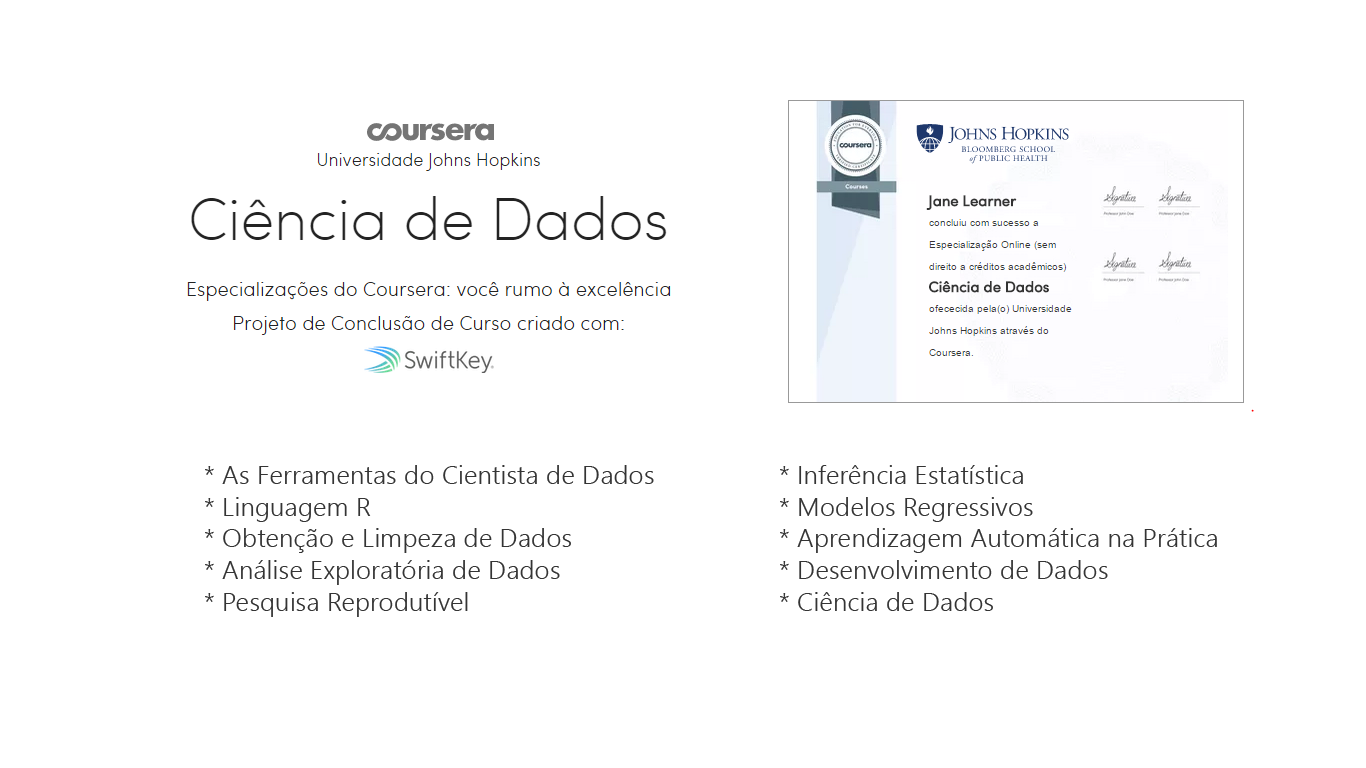 coursera
Universidade Johns Hopkins
Ciência de Dados
Especializações do Coursera: você rumo à excelência
Projeto de Conclusão de Curso criado com:
SwiftKey
coursera
Courses
JOHNS HOPKINS
BLOOMBERG SCHOOL
of PUBLIC HEALTH
Jane Learner
concluiu com sucesso a
Especialização Online (sem
direito a créditos acadêmicos)
Ciência de Dados
ofececida pela(o) Universidade
Johns Hopkins através do
Coursera.
Signature Signature
Professor Jane Doe Professor Jane Doe
Signature Signature
Professor Jane Doe Professor Jane Doe
* As Ferramentas do Cientista de Dados
* Linguagem R
* Obtenção e Limpeza de Dados
* Análise Exploratória de Dados
* Pesquisa Reprodutível
* Inferência Estatística
* Modelos Regressivos
* Aprendizagem Automática na Prática
* Desenvolvimento de Dados
* Ciência de Dados